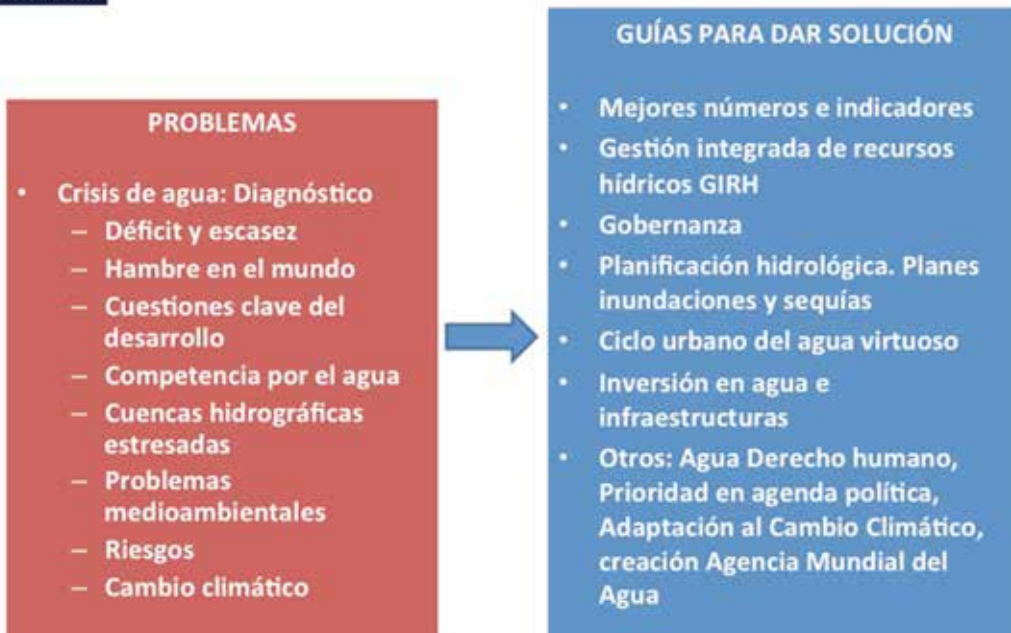 PROBLEMAS
• Crisis de agua: Diagnóstico
– Déficit y escasez
– Hambre en el mundo
– Cuestiones clave del
desarrollo
– Competencia por el agua
– Cuencas hidrográficas
estresadas
– Problemas
medioambientales
– Riesgos
– Cambio climático
GUÍAS PARA DAR SOLUCIÓN
• Mejores números e indicadores
• Gestión integrada de recursos
hídricos GIRH
• Gobernanza
• Planificación hidrológica. Planes
inundaciones y sequías
• Ciclo urbano del agua virtuoso
• Inversión en agua e
infraestructuras
• Otros: Agua Derecho humano,
Prioridad en agenda política,
Adaptación al Cambio Climático,
creación Agencia Mundial del
Agua